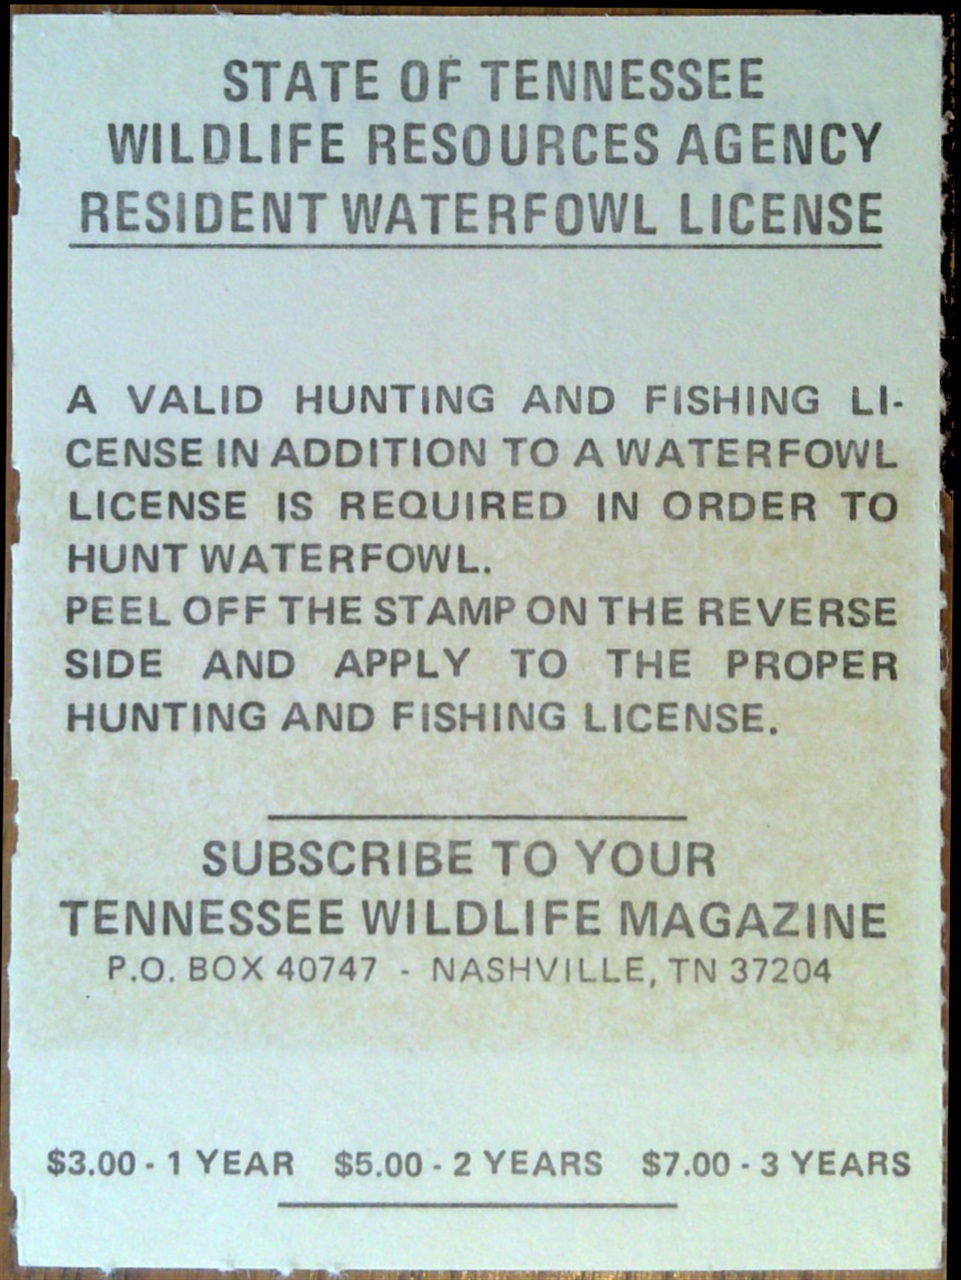 STATE OF TENNESSEE
WILDLIFE RESOURCES AGENCY
RESIDENT WATERFOWL LICENSE
A VALID HUNTING AND FISHING LI-
CENSE IN ADDITION TO A WATERFOWL
LICENSE IS REQUIRED IN ORDER TO
HUNT WATERFOWL.
PEEL OFF THE STAMP ON THE REVERSE
SIDE AND APPLY TO THE PROPER
HUNTING AND FISHING LICENSE.
SUBSCRIBE TO YOUR
TENNESSEE WILDLIFE MAGAZINE
P.O. BOX 40747 - NASHVILLE, TN 37204
$3.00 - 1 YEAR $5.00 - 2 YEARS $7.00 - 3 YEARS